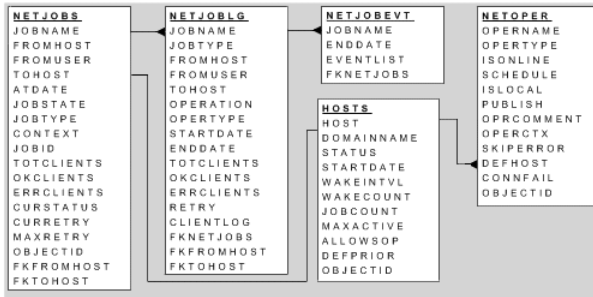 NETJOBS
JOBNAME
FROMHOST
FROMUSER
TOHOST
ATDATE
JOBSTATE
JOBTYPE
CONTEXT
JOBID
TOTCLIENTS
OKCLIENTS
ERRCLIENTS
CURSTATUS
CURRETRY
MAXRETRY
OBJECTID
FKFROMHOST
FKTOHOST
NETJOBLG
JOBNAME
JOBTYPE
FROMHOST
FROMUSER
TOHOST
OPERATION
OPERTYPE
STARTDATE
ENDDATE
TOTCLIENTS
OKCLIENTS
ERRCLIENTS
RETRY
CLIENTLOG
FKNETJOBS
FKFROMHOST
FKTOHOST
NETJOBEVT
JOBNAME
ENDDATE
EVENTLIST
FKNETJOBS
HOSTS
HOST
DOMAINNAME
STATUS
STARTDATE
WAKEINTVL
WAKECOUNT
JOBCOUNT
MAXACTIVE
ALLOWSOP
DEFPRIOR
OBJECTID
NETOPER
OPERNAME
OPERTYPE
ISONLINE
SCHEDULE
ISLOCAL
PUBLISH
OPRCOMMENT
OPERCTX
SKIPERROR
DEFHOST
CONNFAIL
OBJECTID